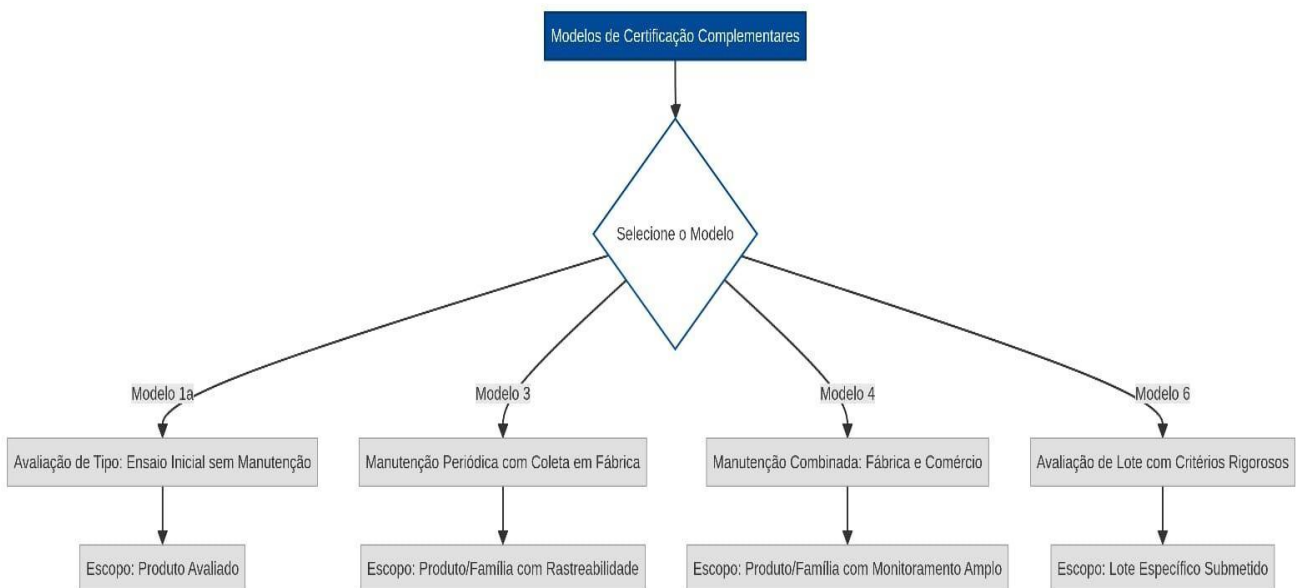 Modelos de Certificação Complementares
Selecione o Modelo
Modelo 1a
Modelo 3
Modelo 4
Modelo 6
Avaliação de Tipo: Ensaio Inicial sem Manutenção
Manutenção Periódica com Coleta em Fábrica
Manutenção Combinada: Fábrica e Comércio
Avaliação de Lote com Critérios Rigorosos
Escopo: Produto Avaliado
Escopo: Produto/Família com Rastreabilidade
Escopo: Produto/Família com Monitoramento Amplo
Escopo: Lote Específico Submetido